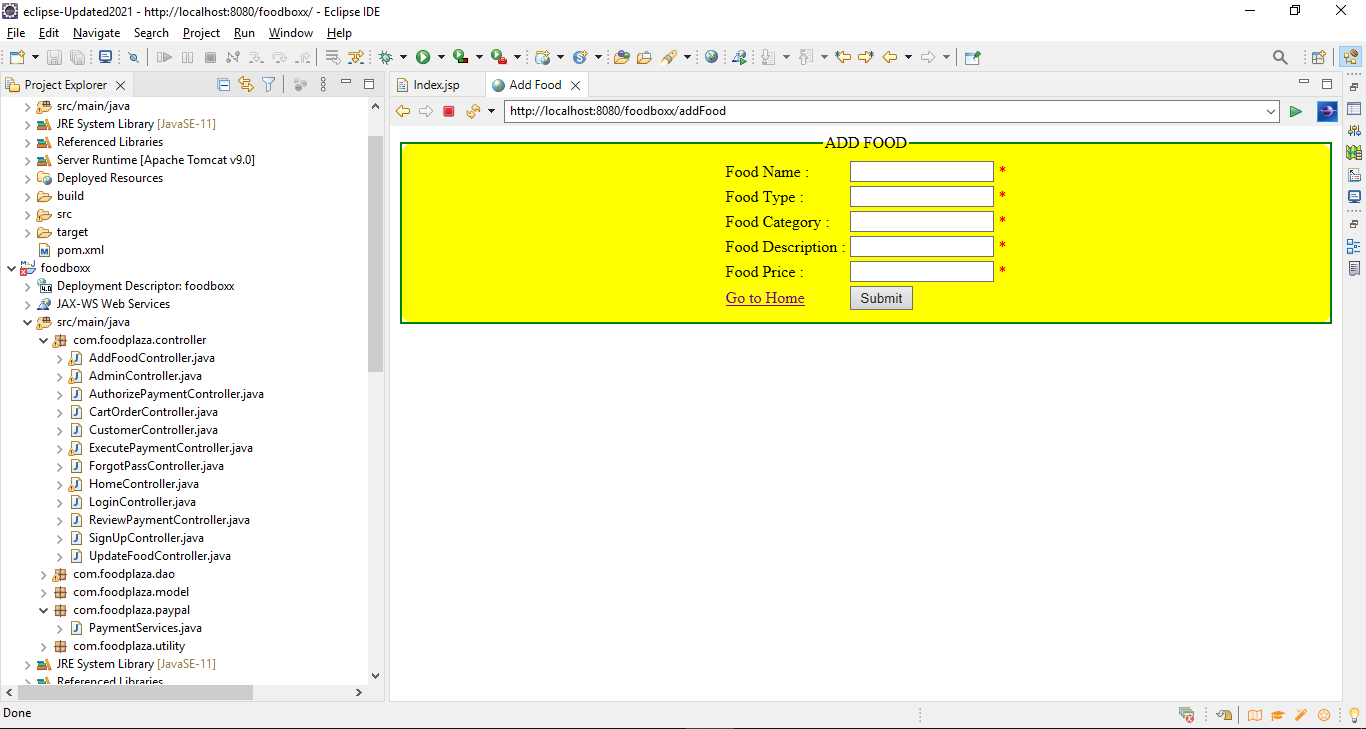 eclipse-Updated2021 - http://localhost:8080/foodboxx/ - Eclipse IDE
File Edit Navigate Search Project Run Window Help
Project Explorer
src/main/java
JRE System Library [JavaSE-11]
Referenced Libraries
Server Runtime [Apache Tomcat v9.0]
Deployed Resources
build
src
target
pom.xml
foodboxx
Deployment Descriptor: foodboxx
JAX-WS Web Services
src/main/java
com.foodplaza.controller
AddFoodController.java
AdminController.java
AuthorizePaymentController.java
CartOrderController.java
CustomerController.java
ExecutePaymentController.java
ForgotPassController.java
HomeController.java
LoginController.java
ReviewPaymentController.java
SignUpController.java
UpdateFoodController.java
com.foodplaza.dao
com.foodplaza.model
com.foodplaza.paypal
PaymentServices.java
com.foodplaza.utility
JRE System Library [JavaSE-11]
Referenced Libraries
Index.jsp
Add Food
http://localhost:8080/foodboxx/addFood
ADD FOOD
Food Name : *
Food Type : *
Food Category : *
Food Description : *
Food Price : *
Go to Home Submit
Done